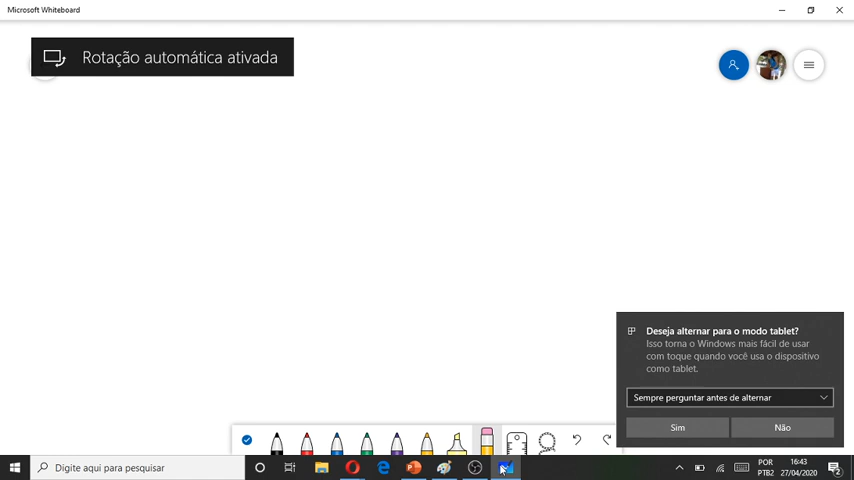 Microsoft Whiteboard
Rotação automática ativada
Deseja alternar para o modo tablet?
Isso torna o Windows mais fácil de usar
com toque quando você usa o dispositivo
como tablet.
Sempre perguntar antes de alternar
Sim
Não
Digite aqui para pesquisar
POR
PTB2
16:43
27/04/2020
2